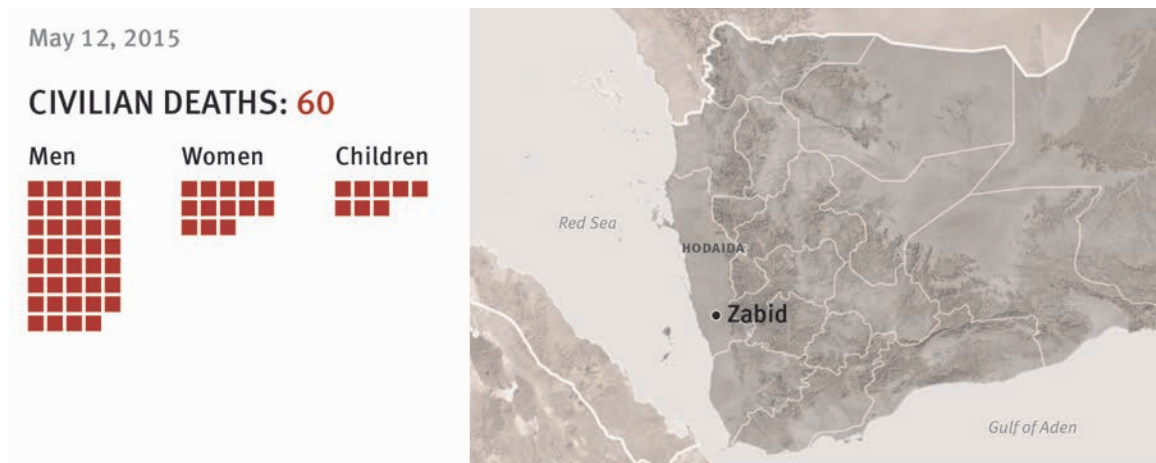 May 12, 2015
CIVILIAN DEATHS: 60
Men Women Children
Red Sea
HODAIDA
Zabid
Gulf of Aden